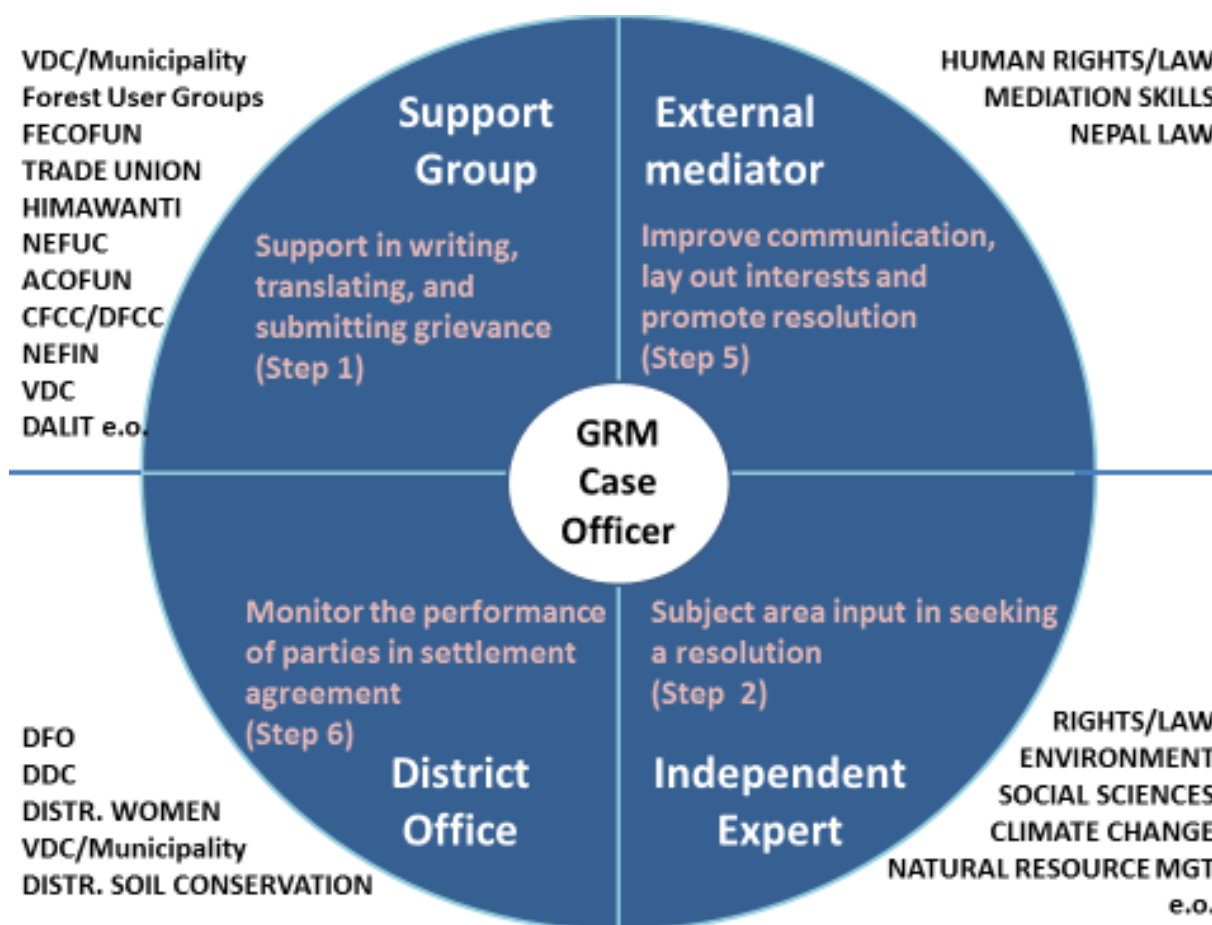 VDC/Municipality
Forest User Groups
FECOFUN
TRADE UNION
HIMAWANTI
NEFUC
ACOFUN
CFCC/DFCC
NEFIN
VDC
DALIT e.o.
Support
Group
Support in writing,
translating, and
submitting grievance
(Step 1)
External
mediator
Improve communication,
lay out interests and
promote resolution
(Step 5)
HUMAN RIGHTS/LAW
MEDIATION SKILLS
NEPAL LAW
GRM
Case
Officer
Monitor the performance
of parties in settlement
agreement
(Step 6)
District
Office
DFO
DDC
DISTR. WOMEN
VDC/Municipality
DISTR. SOIL CONSERVATION
Subject area input in seeking
a resolution
(Step 2)
Independent
Expert
RIGHTS/LAW
ENVIRONMENT
SOCIAL SCIENCES
CLIMATE CHANGE
NATURAL RESOURCE MGT
e.o.